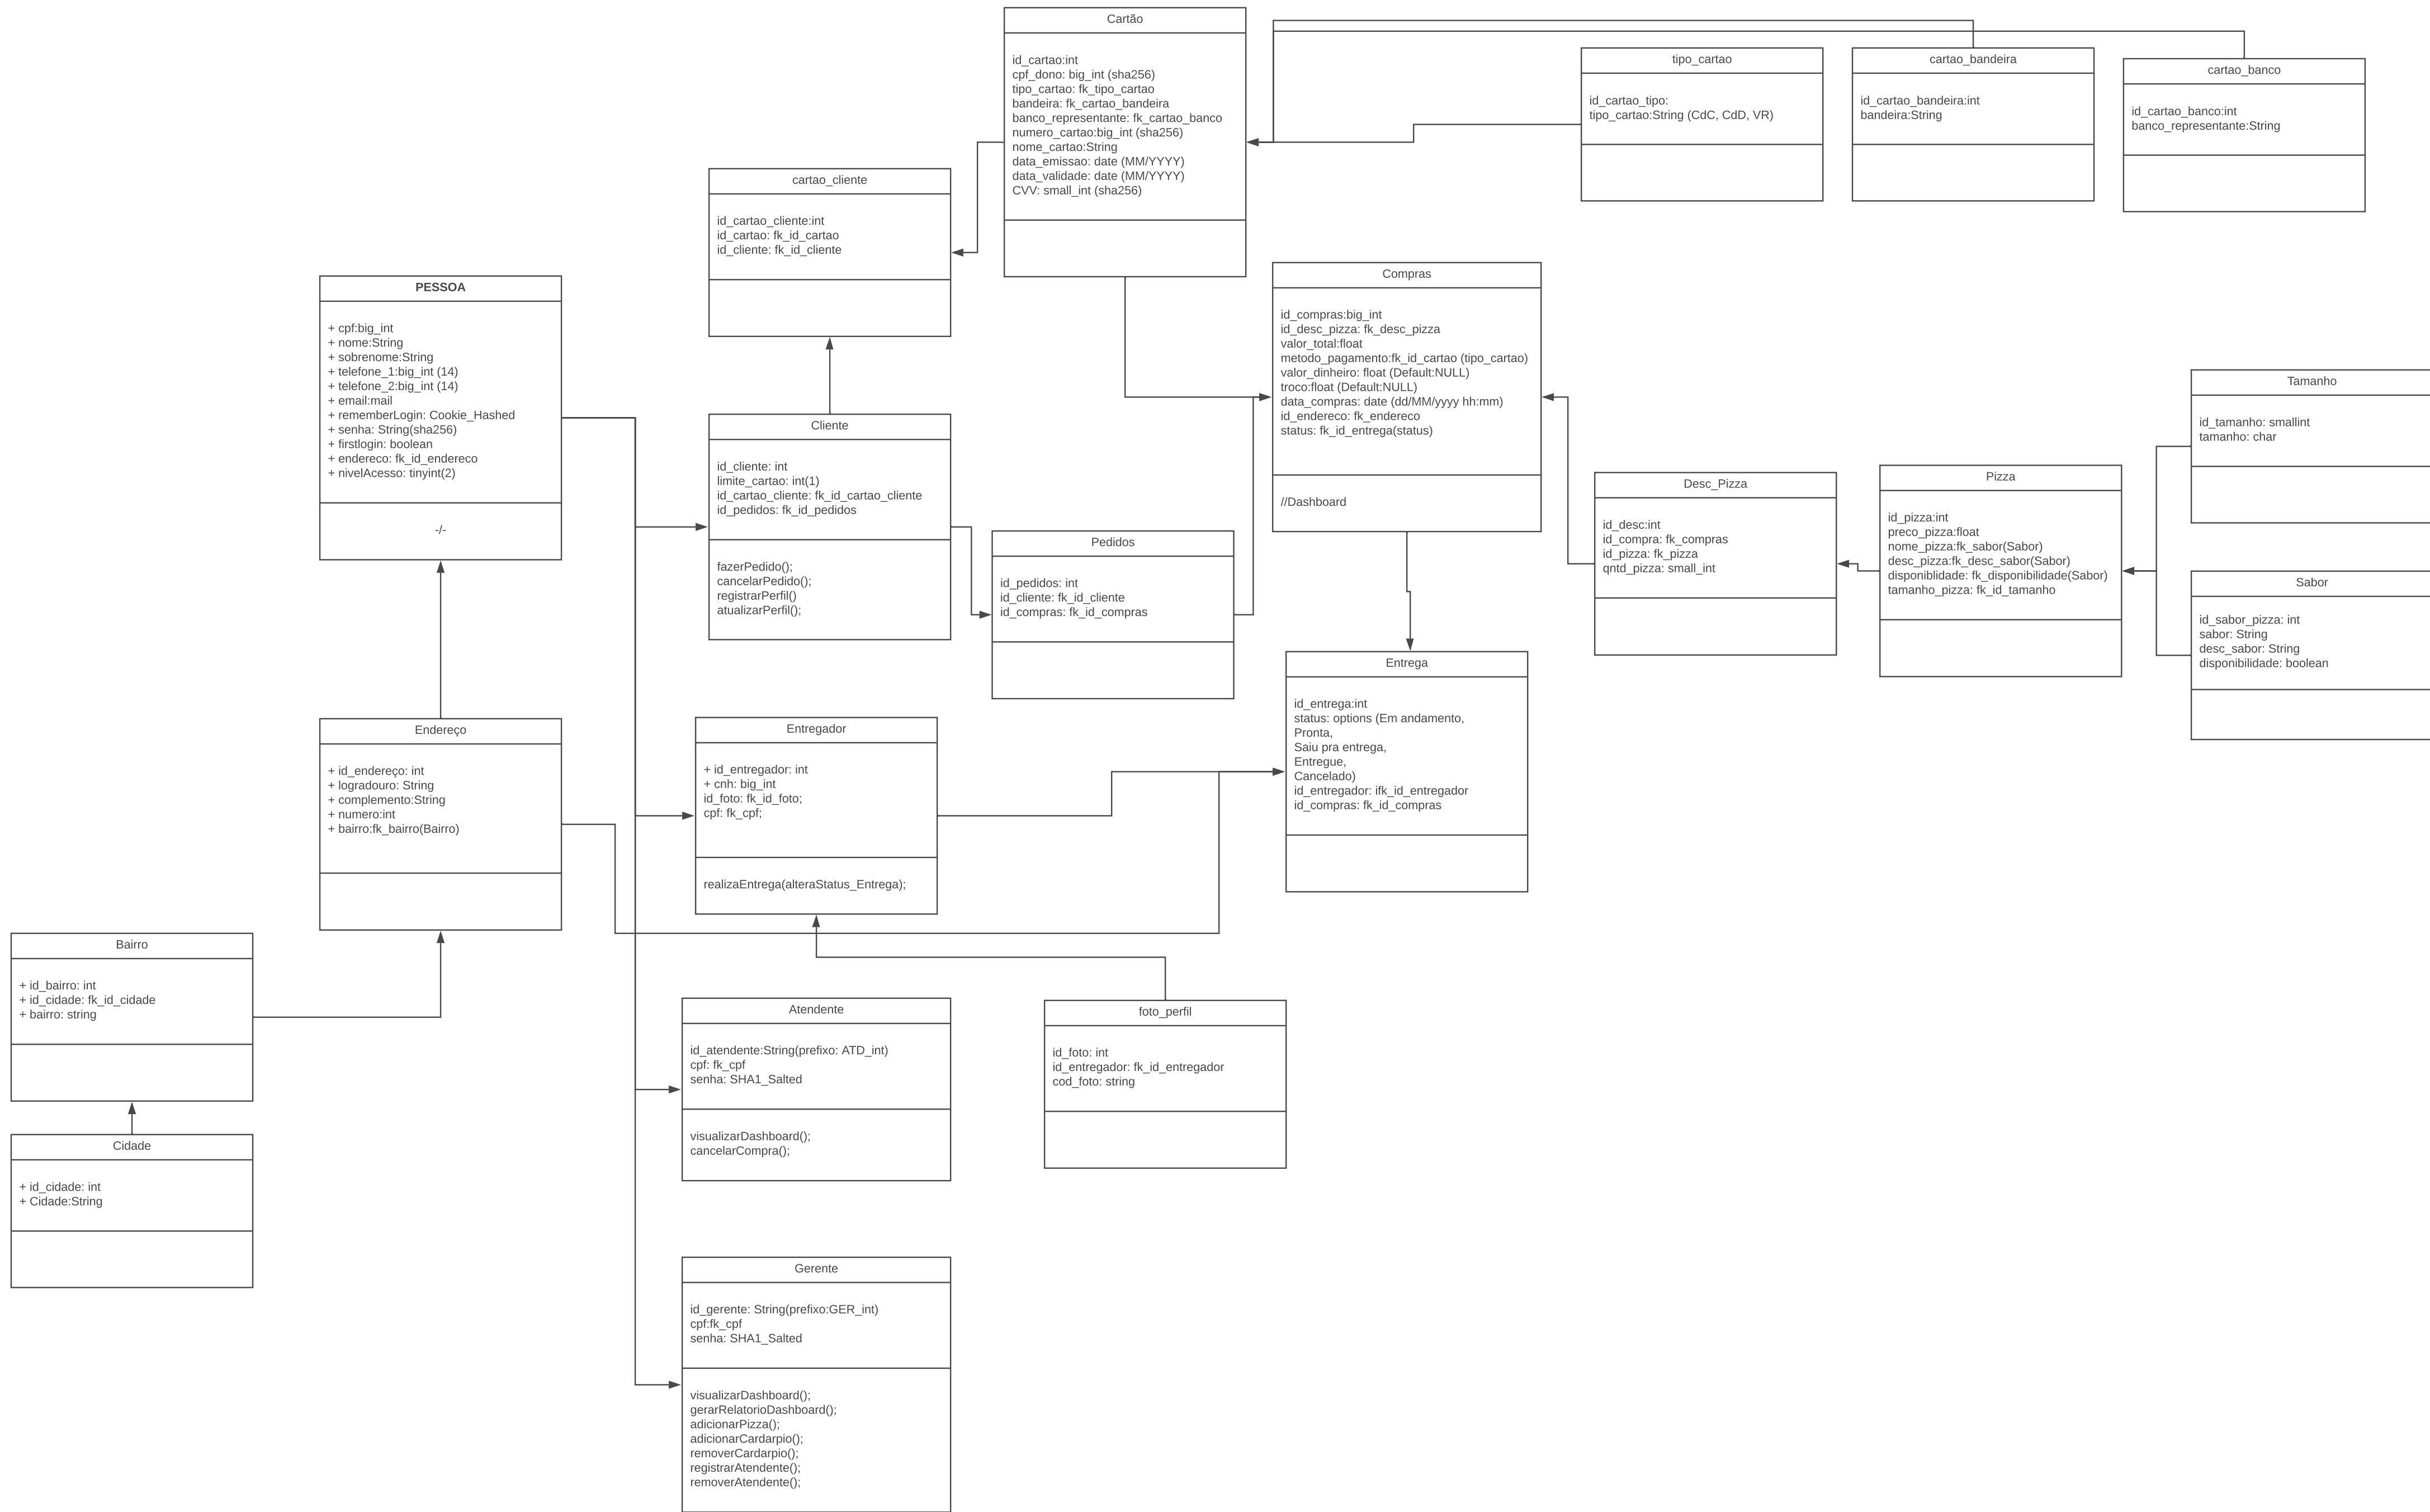 Cartão
id_cartao:int
cpf_dono: big_int (sha256)
tipo_cartao: fk_tipo_cartao
bandeira: fk_cartao_bandeira
banco_representante: fk_cartao_banco
numero_cartao:big_int (sha256)
nome_cartao:String
data_emissao: date (MM/YYYY)
data_validade: date (MM/YYYY)
CVV: small_int (sha256)
tipo_cartao
id_cartao_tipo:
tipo_cartao:String (CdC, CdD, VR)
cartao_bandeira
id_cartao_bandeira:int
bandeira:String
cartao_banco
id_cartao_banco:int
banco_representante:String
cartao_cliente
id_cartao_cliente:int
id_cartao: fk_id_cartao
id_cliente: fk_id_cliente
PESSOA
+ cpf:big_int
+ nome:String
+ sobrenome:String
+ telefone_1:big_int (14)
+ telefone_2:big_int (14)
+ email:mail
+ rememberLogin: Cookie_Hashed
+ senha: String(sha256)
+ firstlogin: boolean
+ endereco: fk_id_endereco
+ nivelAcesso: tinyint(2)
-/-
Compras
id_compras:big_int
id_desc_pizza: fk_desc_pizza
valor_total:float
metodo_pagamento:fk_id_cartao (tipo_cartao)
valor_dinheiro: float (Default:NULL)
troco:float (Default:NULL)
data_compras: date (dd/MM/yyyy hh:mm)
id_endereco: fk_endereco
status: fk_id_entrega(status)
//Dashboard
Cliente
id_cliente: int
limite_cartao: int(1)
id_cartao_cliente: fk_id_cartao_cliente
id_pedidos: fk_id_pedidos
fazerPedido();
cancelarPedido();
registrarPerfil()
atualizarPerfil();
Pedidos
id_pedidos: int
id_cliente: fk_id_cliente
id_compras: fk_id_compras
Desc_Pizza
id_desc:int
id_compra: fk_compras
id_pizza: fk_pizza
qntd_pizza: small_int
Pizza
id_pizza:int
preco_pizza:float
nome_pizza:fk_sabor(Sabor)
desc_pizza:fk_desc_sabor(Sabor)
disponiblidade: fk_disponibilidade(Sabor)
tamanho_pizza: fk_id_tamanho
Tamanho
id_tamanho: smallint
tamanho: char
Sabor
id_sabor_pizza: int
sabor: String
desc_sabor: String
disponibilidade: boolean
Entrega
id_entrega:int
status: options (Em andamento,
Pronta,
Saiu pra entrega,
Entregue,
Cancelado)
id_entregador: ifk_id_entregador
id_compras: fk_id_compras
Endereço
+ id_endereço: int
+ logradouro: String
+ complemento:String
+ numero:int
+ bairro:fk_bairro(Bairro)
Entregador
+ id_entregador: int
+ cnh: big_int
id_foto: fk_id_foto;
cpf: fk_cpf;
realizaEntrega(alteraStatus_Entrega);
Bairro
+ id_bairro: int
+ id_cidade: fk_id_cidade
+ bairro: string
Atendente
id_atendente:String(prefixo: ATD_int)
cpf: fk_cpf
senha: SHA1_Salted
visualizarDashboard();
cancelarCompra();
foto_perfil
id_foto: int
id_entregador: fk_id_entregador
cod_foto: string
Cidade
+ id_cidade: int
+ Cidade:String
Gerente
id_gerente: String(prefixo:GER_int)
cpf:fk_cpf
senha: SHA1_Salted
visualizarDashboard();
gerarRelatorioDashboard();
adicionarPizza();
adicionarCardarpio();
removerCardarpio();
registrarAtendente();
removerAtendente();